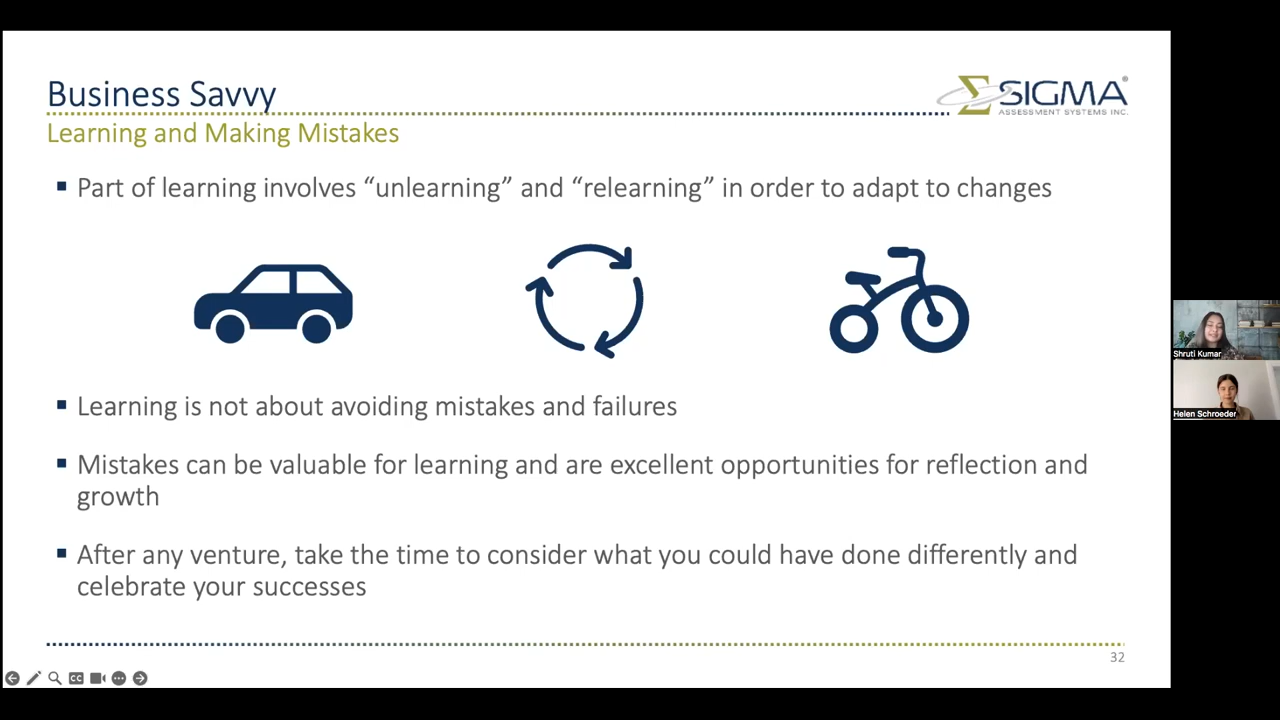 Business Savvy
ΣSIGMA®
ASSESSMENT SYSTEMS INC.
Learning and Making Mistakes
▪ Part of learning involves “unlearning” and “relearning” in order to adapt to changes
▪ Learning is not about avoiding mistakes and failures
▪ Mistakes can be valuable for learning and are excellent opportunities for reflection and
growth
▪ After any venture, take the time to consider what you could have done differently and
celebrate your successes
32
CC
Shruti Kumar
Helen Schroeder